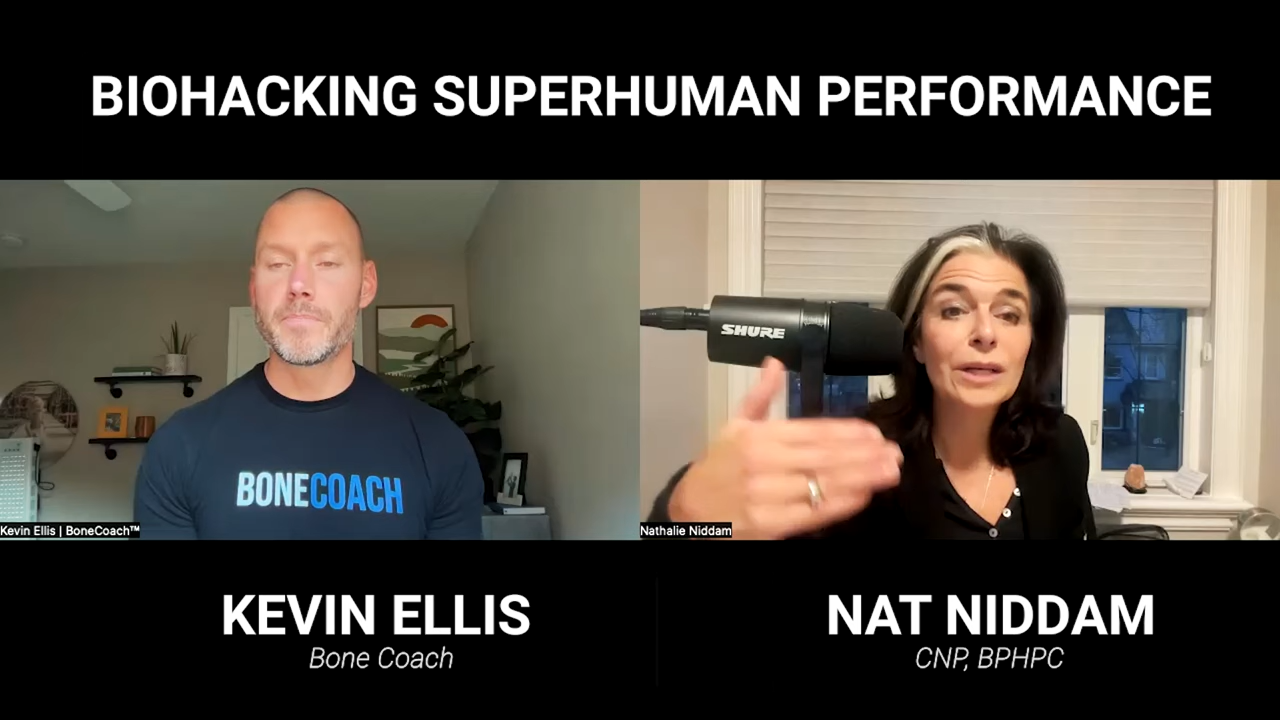 BIOHACKING SUPERHUMAN PERFORMANCE
BONECOACH
SHURE
Kevin Ellis | BoneCoach™
Nathalie Niddam
KEVIN ELLIS
Bone Coach
NAT NIDDAM
CNP, BPHPC